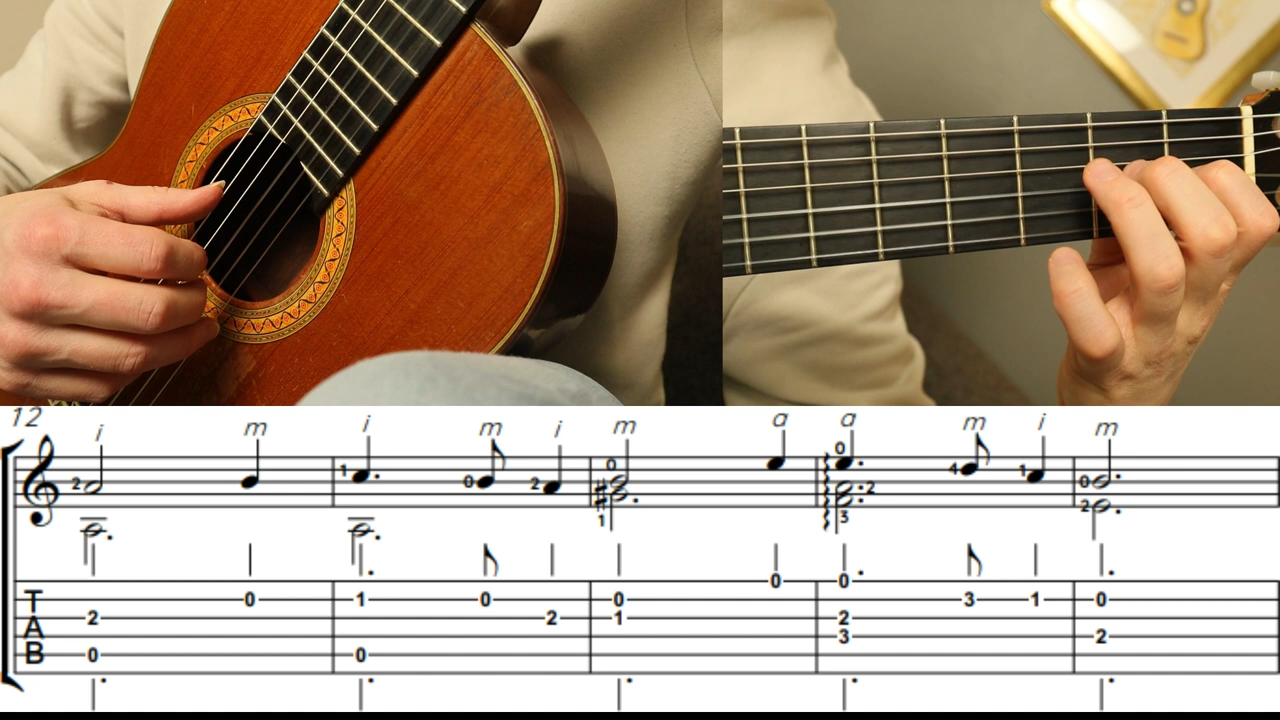 12
i m i m i m a a m i m
2 1 0 2 0 0 4 1 0
1 2 3 2
T 0 0
0 1 0 0 3 1 0
A 2 2 1 2
3 2
B 0 0